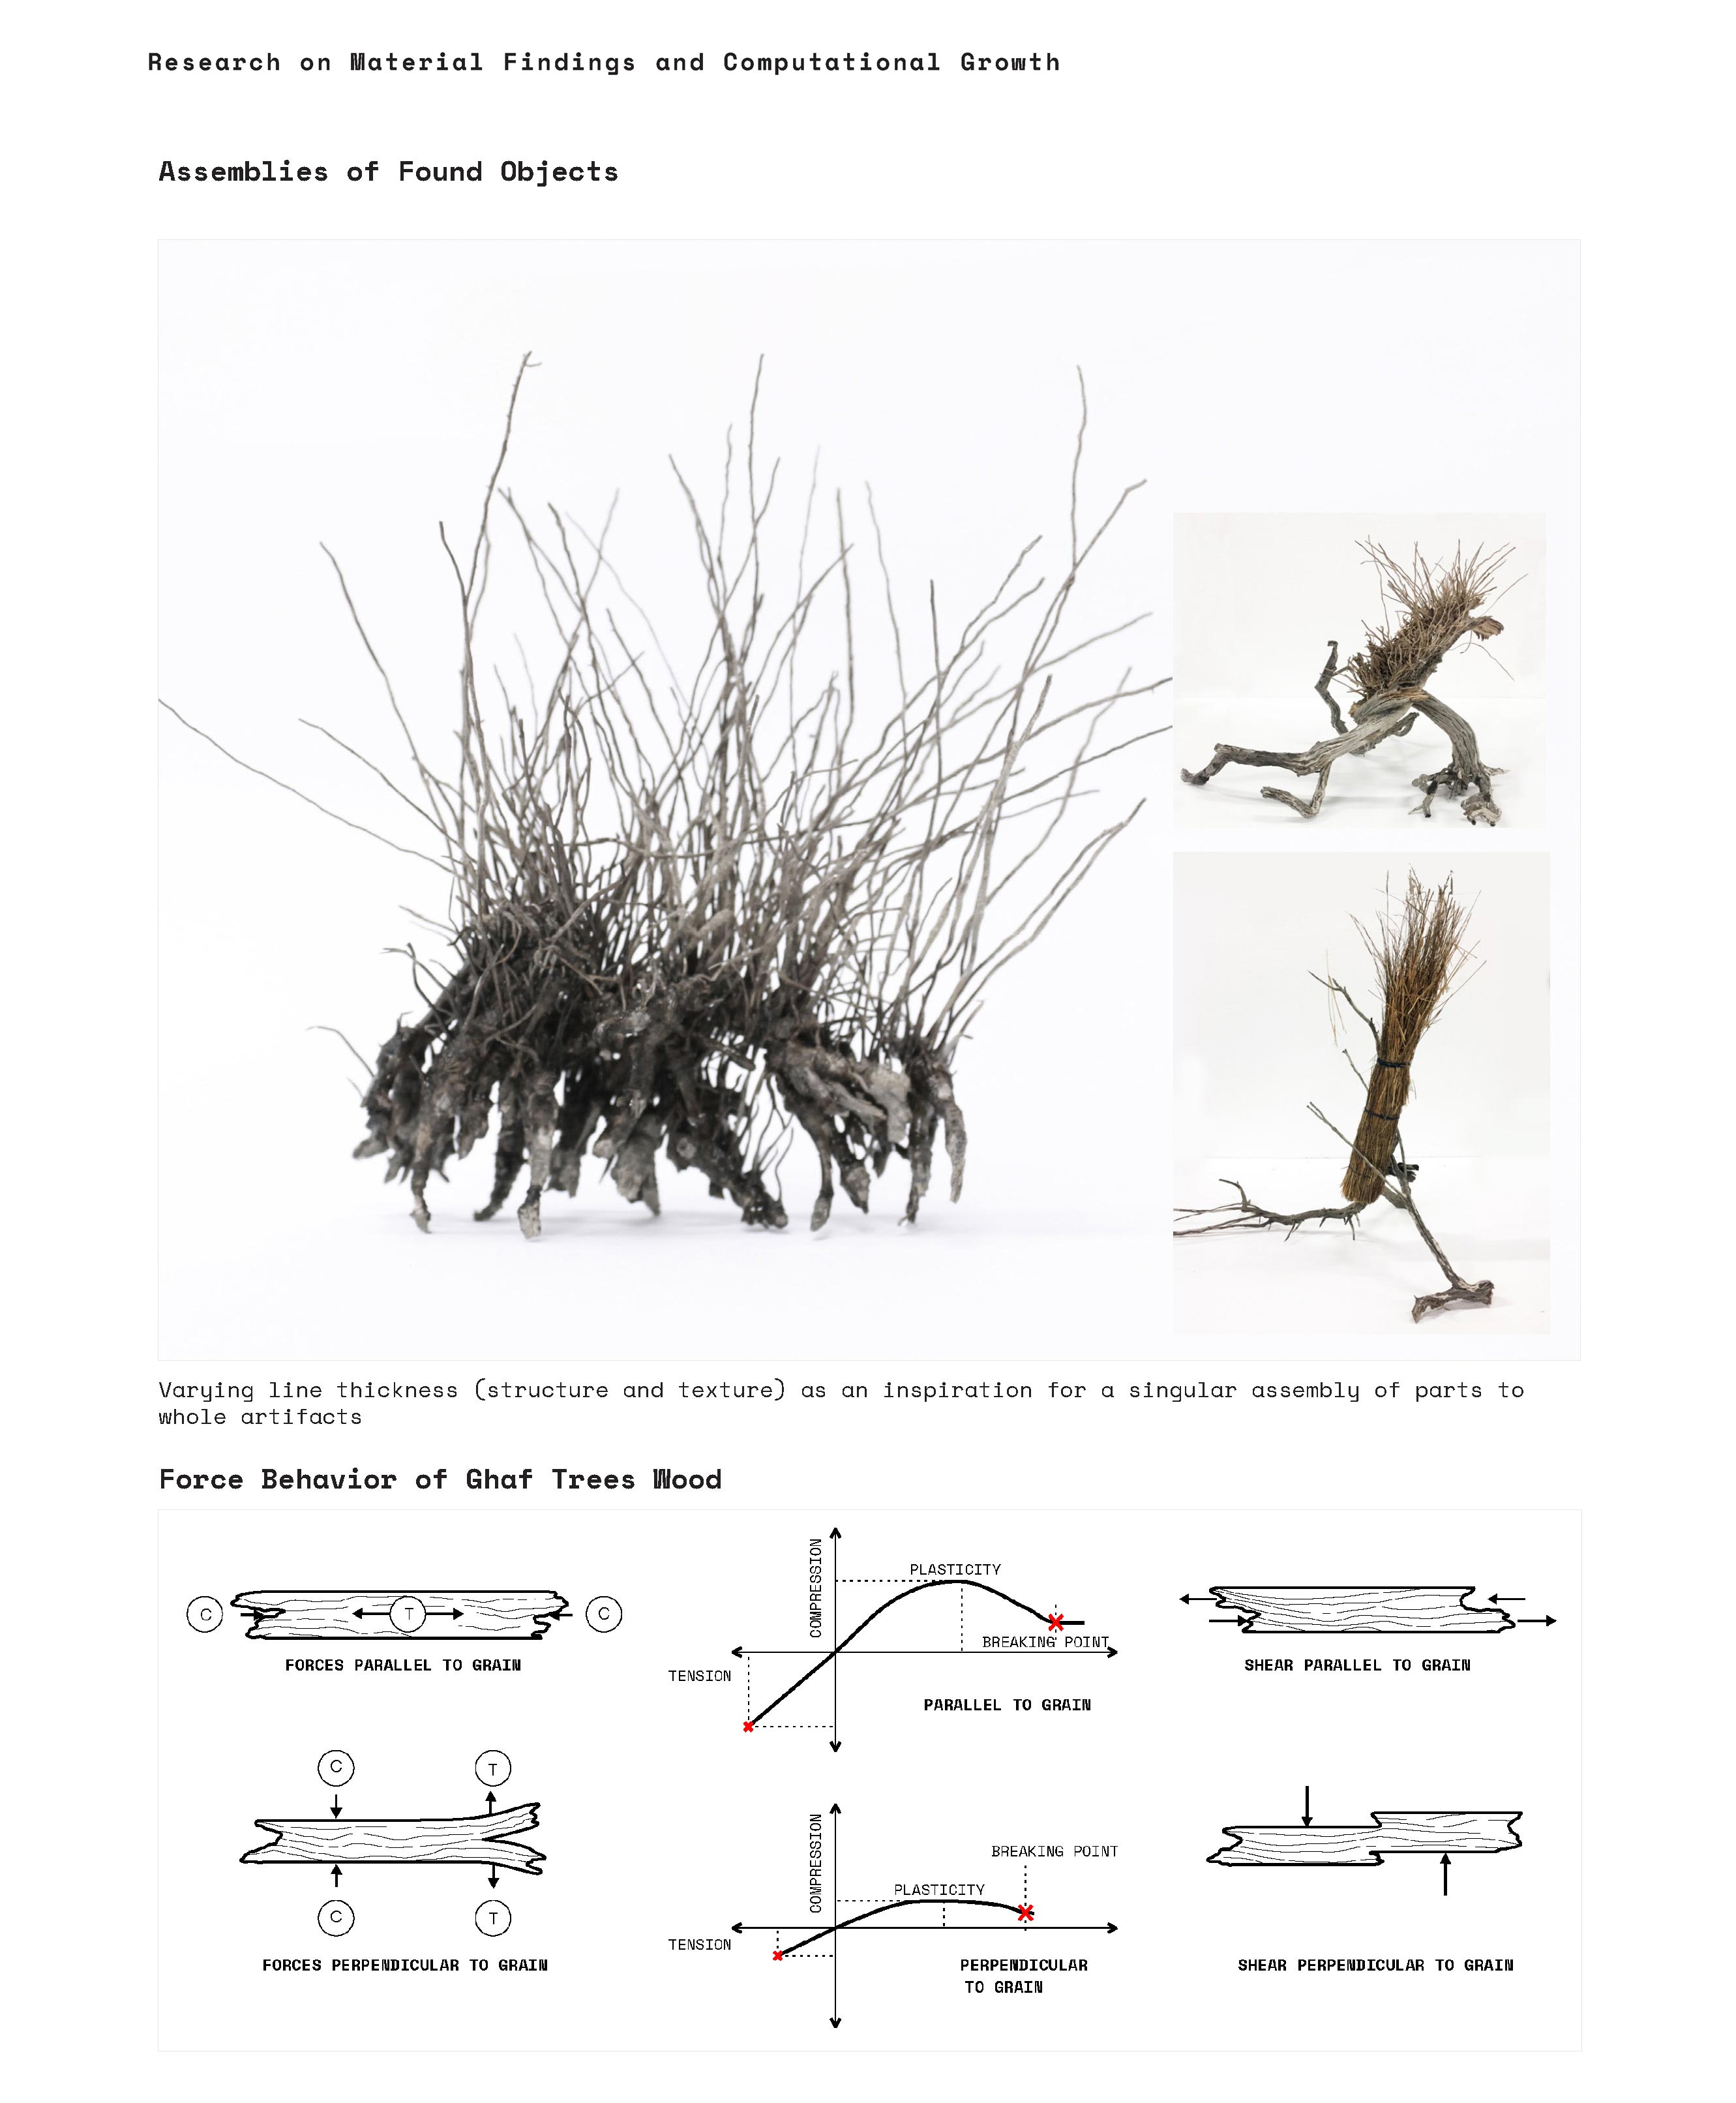 Research on Material Findings and Computational Growth
Assemblies of Found Objects
Varying line thickness (structure and texture) as an inspiration for a singular assembly of parts to
whole artifacts
Force Behavior of Ghaf Trees Wood
C
T
C
FORCES PARALLEL TO GRAIN
COMPRESSION
PLASTICITY
BREAKING POINT
TENSION
PARALLEL TO GRAIN
SHEAR PARALLEL TO GRAIN
C
T
C
T
FORCES PERPENDICULAR TO GRAIN
COMPRESSION
BREAKING POINT
PLASTICITY
TENSION
PERPENDICULAR
TO GRAIN
SHEAR PERPENDICULAR TO GRAIN